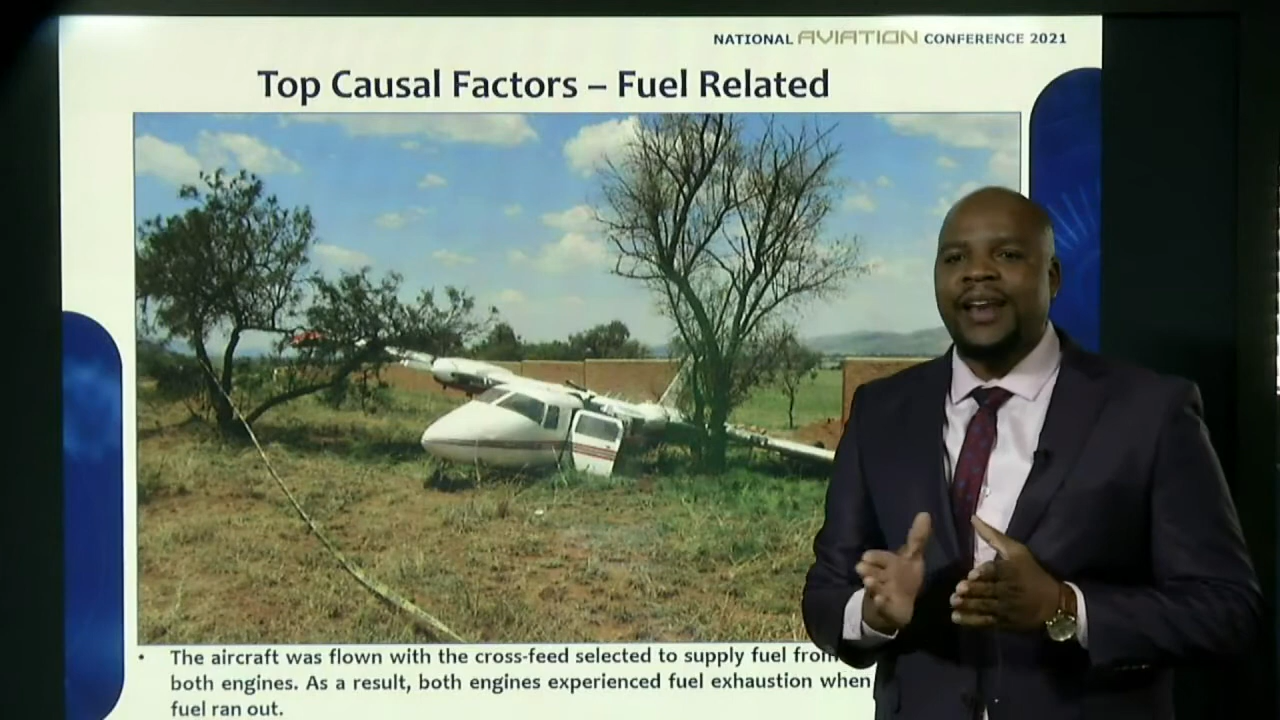 NATIONAL AVIATION CONFERENCE 2021
Top Causal Factors – Fuel Related
• The aircraft was flown with the cross-feed selected to supply fuel from
both engines. As a result, both engines experienced fuel exhaustion when
fuel ran out.